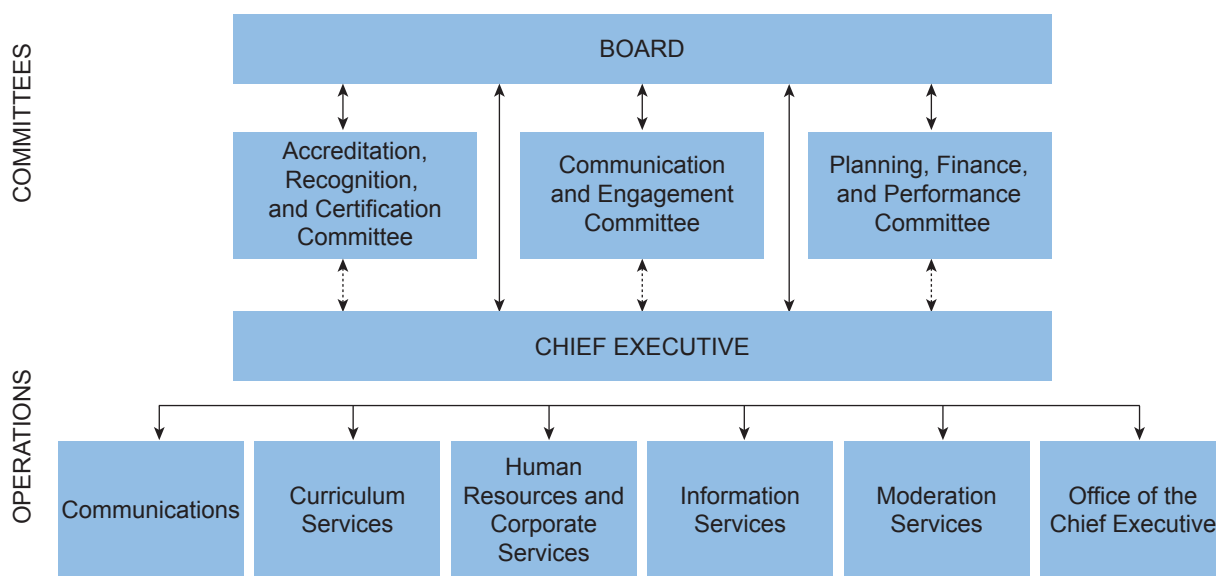 COMMITTEES
BOARD
Accreditation,
Recognition,
and Certification
Committee
Communication
and Engagement
Committee
Planning, Finance,
and Performance
Committee
CHIEF EXECUTIVE
OPERATIONS
Communications
Curriculum
Services
Human
Resources and
Corporate
Services
Information
Services
Moderation
Services
Office of the
Chief Executive